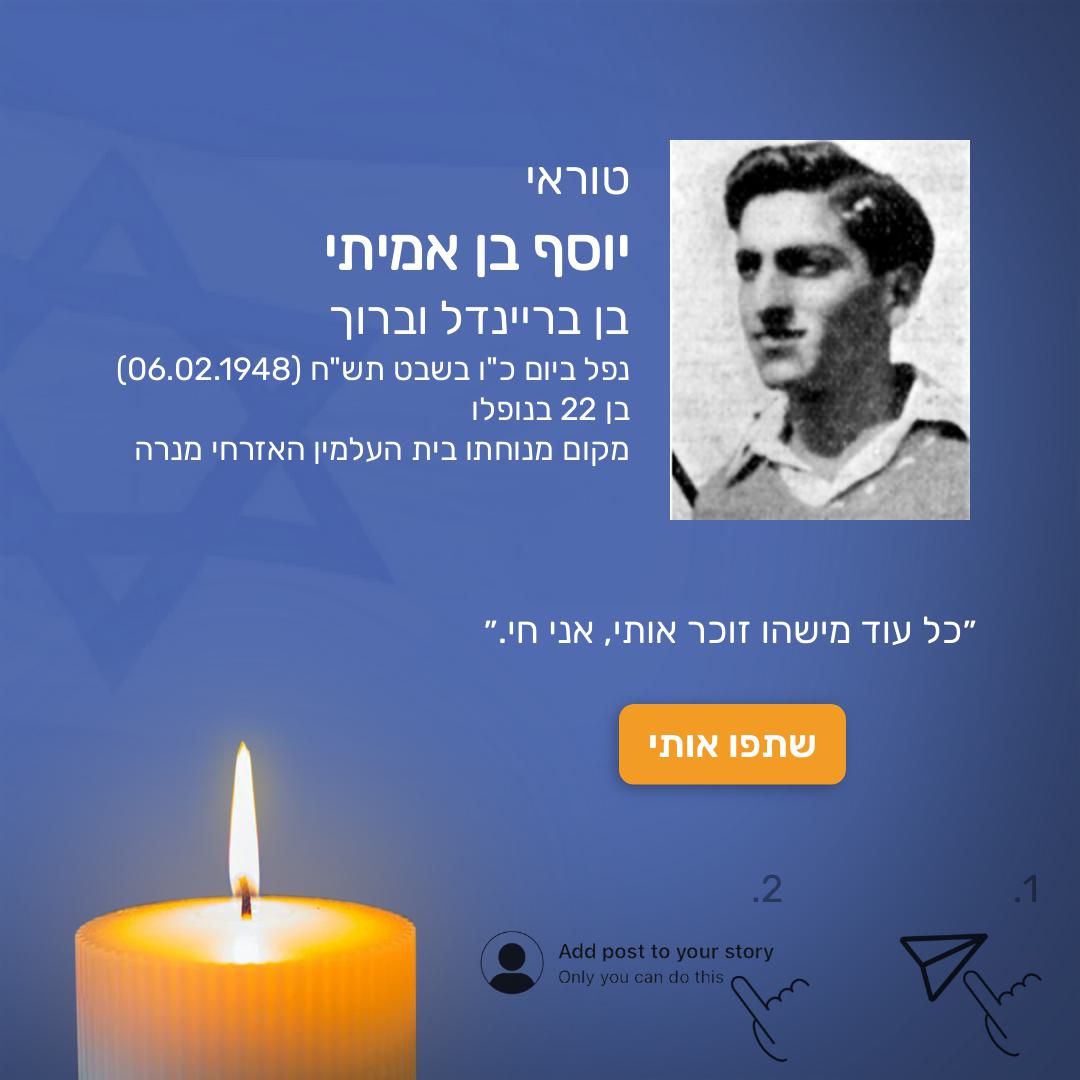 טוראי
יוסף בן אמיתי
בן בריינדל וברוך
נפל ביום כ"ו בשבט תש"ח (06.02.1948)
בן 22 בנופלו
מקום מנוחתו בית העלמין האזרחי מנרה
״כל עוד מישהו זוכר אותי, אני חי.״
שתפו אותי
.1
.2
Add post to your story
Only you can do this